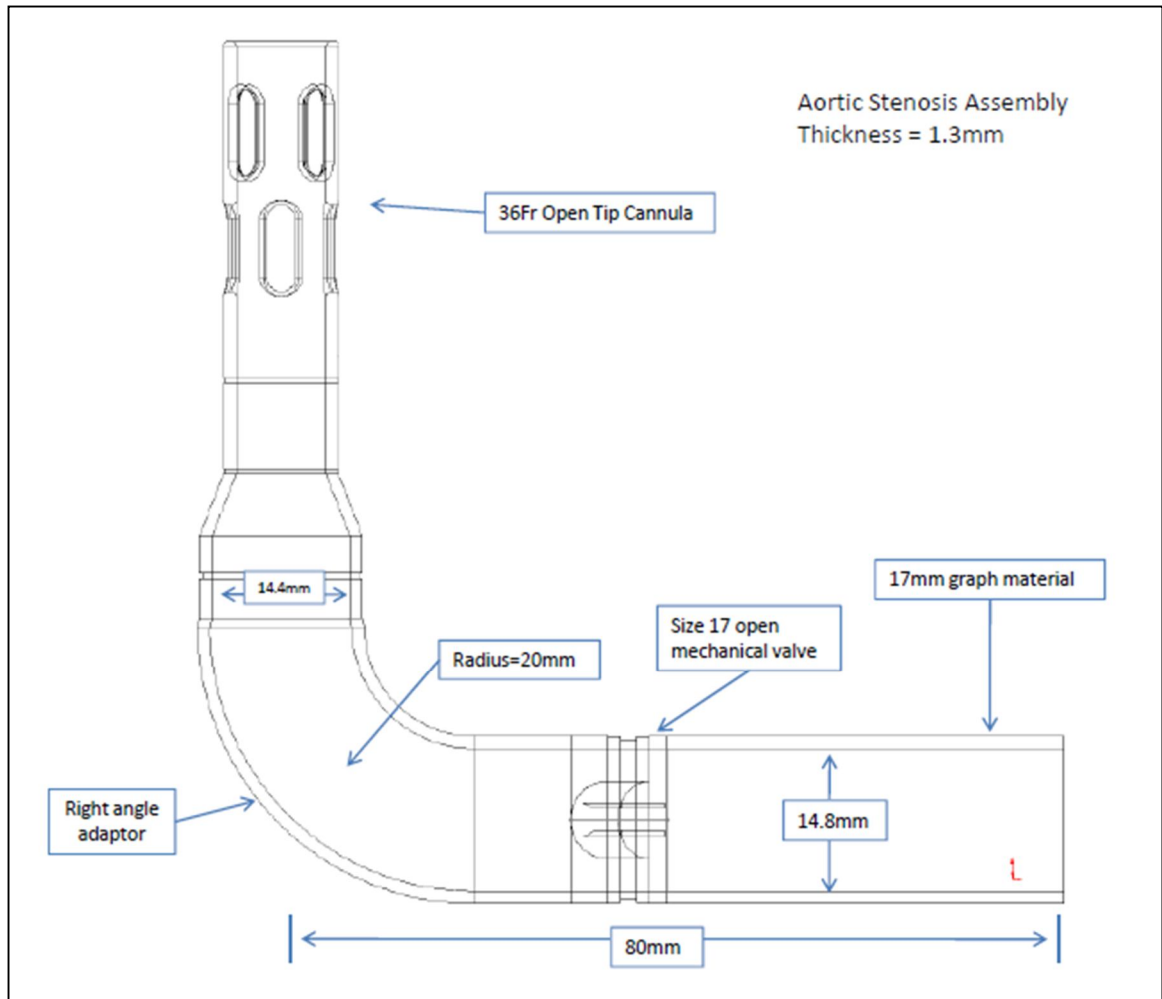 Aortic Stenosis Assembly
Thickness = 1.3mm
36Fr Open Tip Cannula
14.4mm
17mm graph material
Size 17 open
mechanical valve
Radius=20mm
Right angle
adaptor
14.8mm
L
80mm